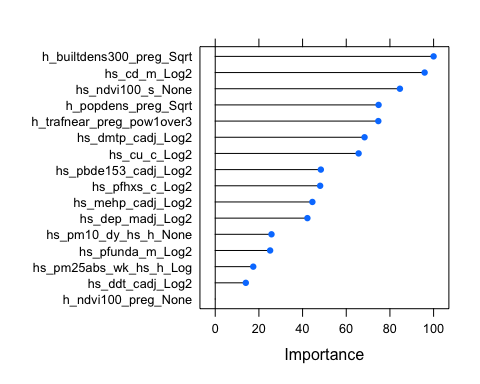 h_builtdens300_preg_Sqrt
hs_cd_m_Log2
hs_ndvi100_s_None
h_popdens_preg_Sqrt
h_trafnear_preg_pow1over3
hs_dmtp_cadj_Log2
hs_cu_c_Log2
hs_pbde153_cadj_Log2
hs_pfhxs_c_Log2
hs_mehp_cadj_Log2
hs_dep_madj_Log2
hs_pm10_dy_hs_h_None
hs_pfunda_m_Log2
hs_pm25abs_wk_hs_h_Log
hs_ddt_cadj_Log2
h_ndvi100_preg_None
0 20 40 60 80 100
Importance